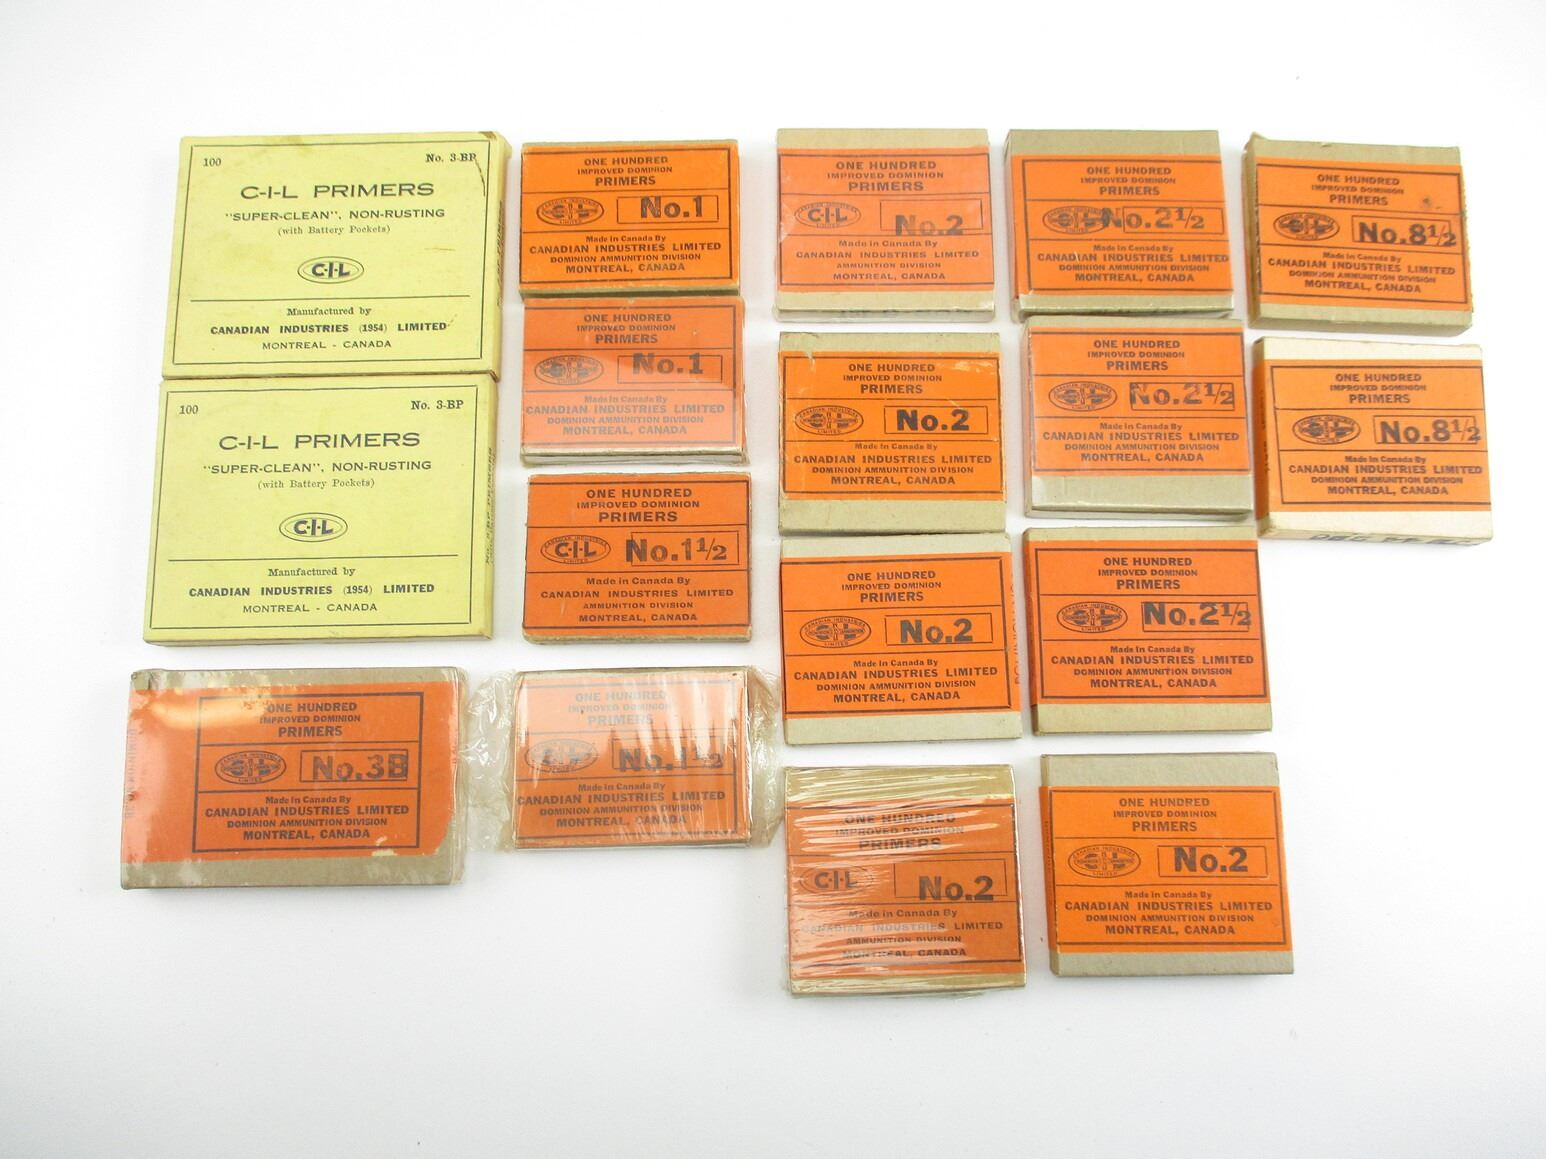 100 No. 3-BP
C-I-L PRIMERS
"SUPER-CLEAN", NON-RUSTING
(with Battery Pockets)
C-I-L
Manufactured by
CANADIAN INDUSTRIES (1954) LIMITED
MONTREAL - CANADA
100 No. 3-BP
C-I-L PRIMERS
"SUPER-CLEAN", NON-RUSTING
(with Battery Pockets)
C-I-L
Manufactured by
CANADIAN INDUSTRIES (1954) LIMITED
MONTREAL - CANADA
ONE HUNDRED
IMPROVED DOMINION
PRIMERS
No.3B
Made in Canada By
CANADIAN INDUSTRIES LIMITED
DOMINION AMMUNITION DIVISION
MONTREAL, CANADA
ONE HUNDRED
IMPROVED DOMINION
PRIMERS
No.1
Made in Canada By
CANADIAN INDUSTRIES LIMITED
DOMINION AMMUNITION DIVISION
MONTREAL, CANADA
ONE HUNDRED
IMPROVED DOMINION
PRIMERS
No.1
Made in Canada By
CANADIAN INDUSTRIES LIMITED
DOMINION AMMUNITION DIVISION
MONTREAL, CANADA
ONE HUNDRED
IMPROVED DOMINION
PRIMERS
CANADIAN INDUSTRIES
C-I-L
LIMITED
No.1½
Made in Canada By
CANADIAN INDUSTRIES LIMITED
AMMUNITION DIVISION
MONTREAL, CANADA
ONE HUNDRED
IMPROVED DOMINION
PRIMERS
No.1½
Made in Canada By
CANADIAN INDUSTRIES LIMITED
DOMINION AMMUNITION DIVISION
MONTREAL, CANADA
ONE HUNDRED
IMPROVED DOMINION
PRIMERS
C-I-L
No.2
Made in Canada By
CANADIAN INDUSTRIES LIMITED
AMMUNITION DIVISION
MONTREAL, CANADA
ONE HUNDRED
IMPROVED DOMINION
PRIMERS
No.2
Made in Canada By
CANADIAN INDUSTRIES LIMITED
DOMINION AMMUNITION DIVISION
MONTREAL, CANADA
ONE HUNDRED
IMPROVED DOMINION
PRIMERS
No.2
Made in Canada By
CANADIAN INDUSTRIES LIMITED
DOMINION AMMUNITION DIVISION
MONTREAL, CANADA
ONE HUNDRED
IMPROVED DOMINION
PRIMERS
C-I-L
No.2
Made in Canada By
CANADIAN INDUSTRIES LIMITED
AMMUNITION DIVISION
MONTREAL, CANADA
ONE HUNDRED
IMPROVED DOMINION
PRIMERS
No.2½
Made in Canada By
CANADIAN INDUSTRIES LIMITED
DOMINION AMMUNITION DIVISION
MONTREAL, CANADA
ONE HUNDRED
IMPROVED DOMINION
PRIMERS
No.2½
Made in Canada By
CANADIAN INDUSTRIES LIMITED
DOMINION AMMUNITION DIVISION
MONTREAL, CANADA
ONE HUNDRED
IMPROVED DOMINION
PRIMERS
No.2½
Made in Canada By
CANADIAN INDUSTRIES LIMITED
DOMINION AMMUNITION DIVISION
MONTREAL, CANADA
ONE HUNDRED
IMPROVED DOMINION
PRIMERS
No.2
Made in Canada By
CANADIAN INDUSTRIES LIMITED
DOMINION AMMUNITION DIVISION
MONTREAL, CANADA
ONE HUNDRED
IMPROVED DOMINION
PRIMERS
No.8½
Made in Canada By
CANADIAN INDUSTRIES LIMITED
DOMINION AMMUNITION DIVISION
MONTREAL, CANADA
ONE HUNDRED
IMPROVED DOMINION
PRIMERS
No.8½
Made in Canada By
CANADIAN INDUSTRIES LIMITED
DOMINION AMMUNITION DIVISION
MONTREAL, CANADA